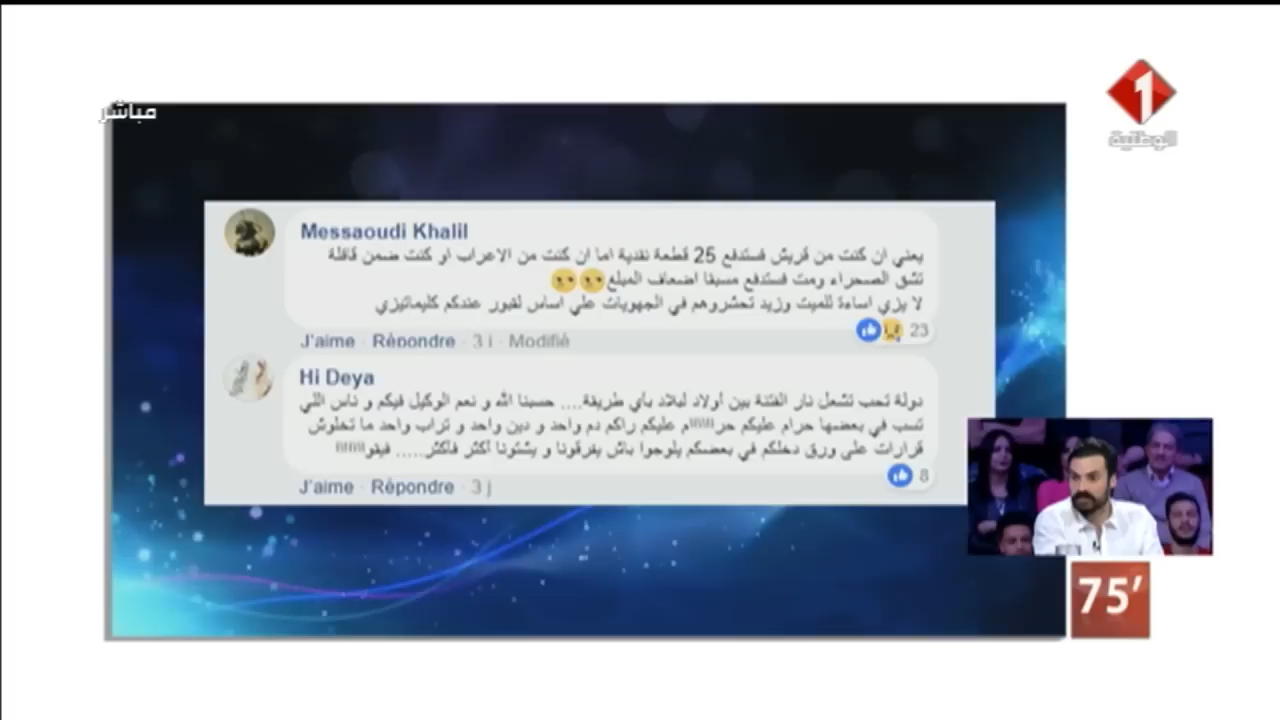 مباشر
1
الوطنية
Messaoudi Khalil
يعني ان كنت من قريش فستدفع 25 قطعة نقدية اما ان كنت من الاعراب او كنت ضمن قافلة
تشق الصحراء ومت فستدفع مسبقا اضعاف المبلغ
لا يزي اساءة للميت وزيد تحشروهم في الجهويات على اساس لقبور عندكم كليماتيزي
23
J'aime · Répondre · 3 j · Modifié
Hi Deya
دولة تحب تشعل نار الفتنة بين أولاد لبلاد بأي طريقة.... حسبنا الله و نعم الوكيل فيكم و ناس اللي
تسب في بعضها حرام عليكم حراااااام عليكم راكم دم واحد و دين واحد و تراب واحد ما تخلوش
قرارات على ورق دخلكم في بعضكم يلوجوا باش يفرقونا و يشتونا أكثر فأكثر..... فيقواااااا
8
J'aime · Répondre · 3 j
75’